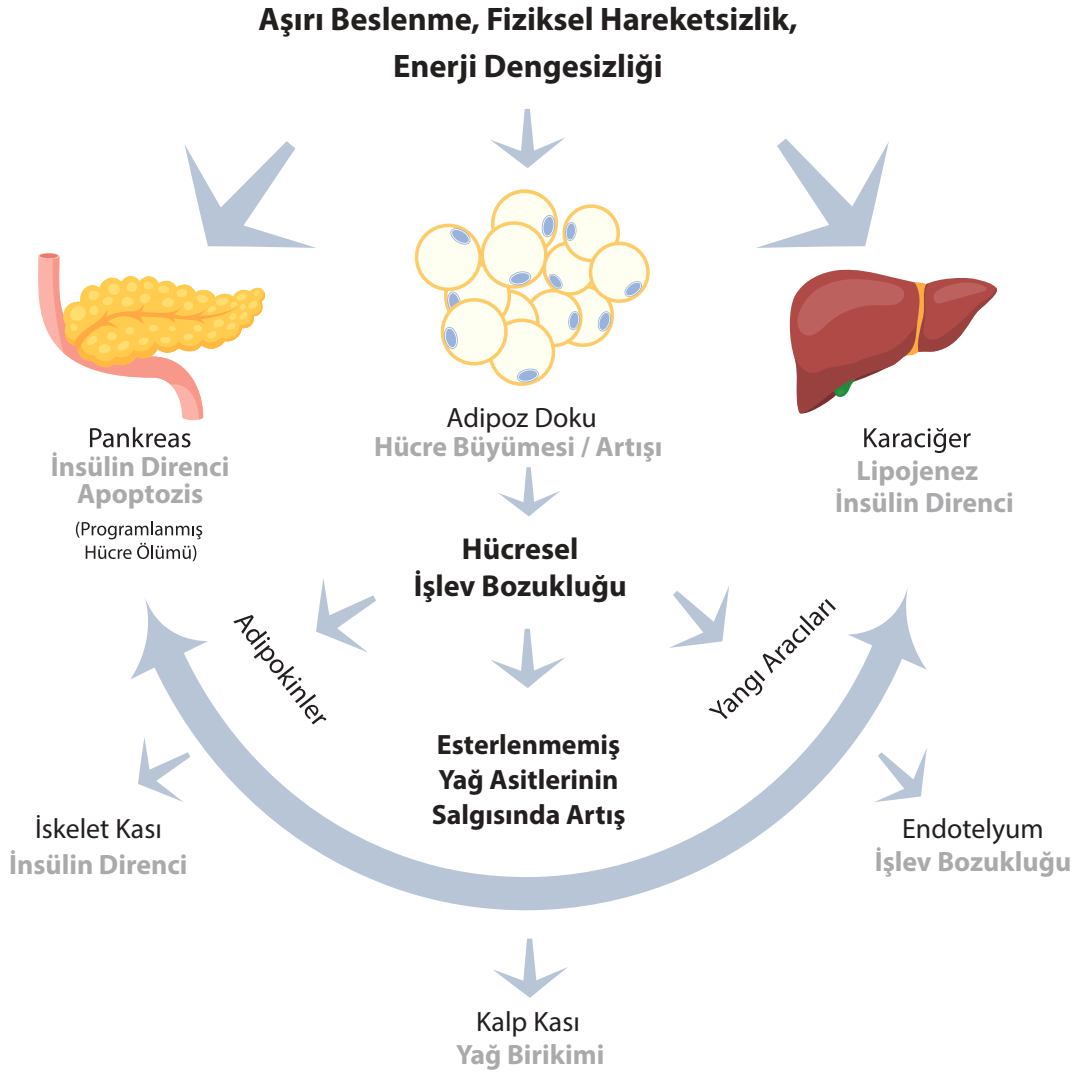 Aşırı Beslenme, Fiziksel Hareketsizlik,
Enerji Dengesizliği
Pankreas
İnsülin Direnci
Apoptozis
(Programlanmış
Hücre Ölümü)
Adipoz Doku
Hücre Büyümesi / Artışı
Karaciğer
Lipojenez
İnsülin Direnci
Hücresel
İşlev Bozukluğu
Adipokinler
Yangı Aracıları
Esterlenmemiş
Yağ Asitlerinin
Salgısında Artış
İskelet Kası
İnsülin Direnci
Endotelyum
İşlev Bozukluğu
Kalp Kası
Yağ Birikimi